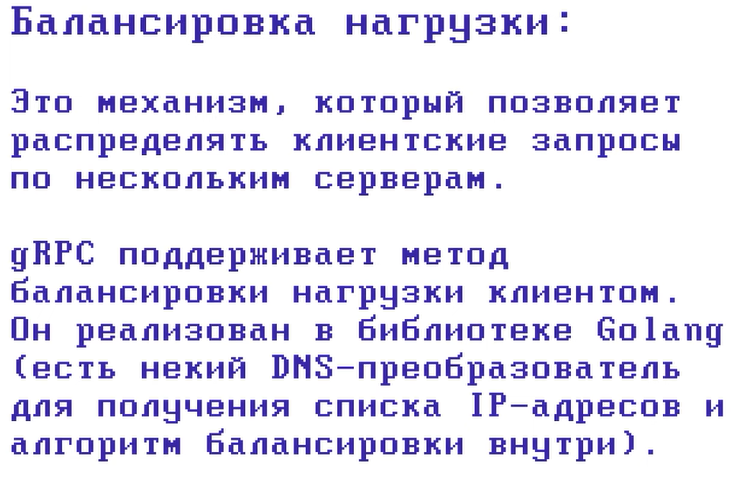 Балансировка нагрузки:
Это механизм, который позволяет
распределять клиентские запросы
по нескольким серверам.
gRPC поддерживает метод
балансировки нагрузки клиентом.
Он реализован в библиотеке Golang
(есть некий DNS-преобразователь
для получения списка IP-адресов и
алгоритм балансировки внутри).